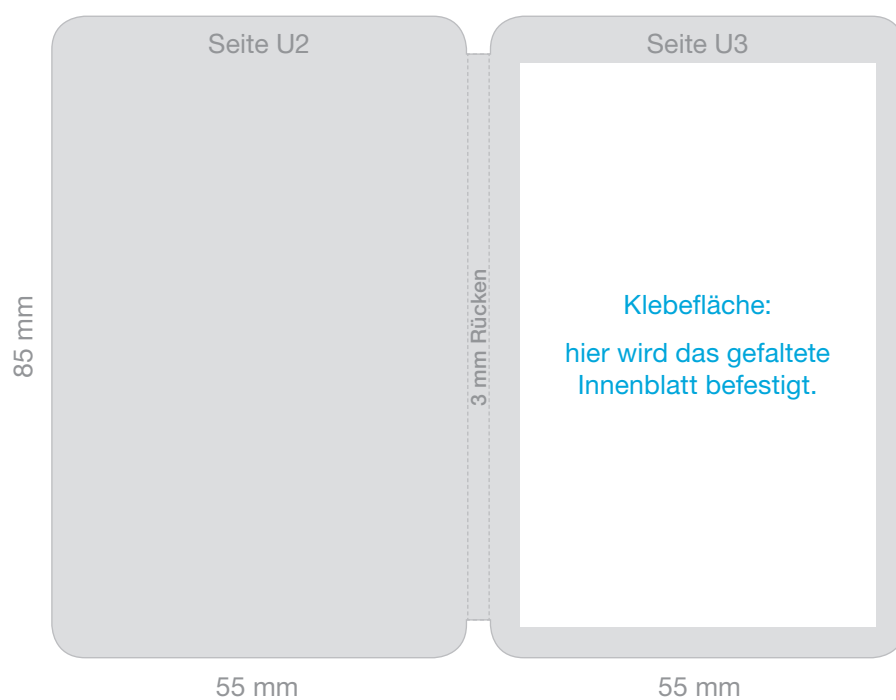 Seite U2
Seite U3
85 mm
3 mm Rücken
Klebefläche:
hier wird das gefaltete
Innenblatt befestigt.
55 mm
55 mm